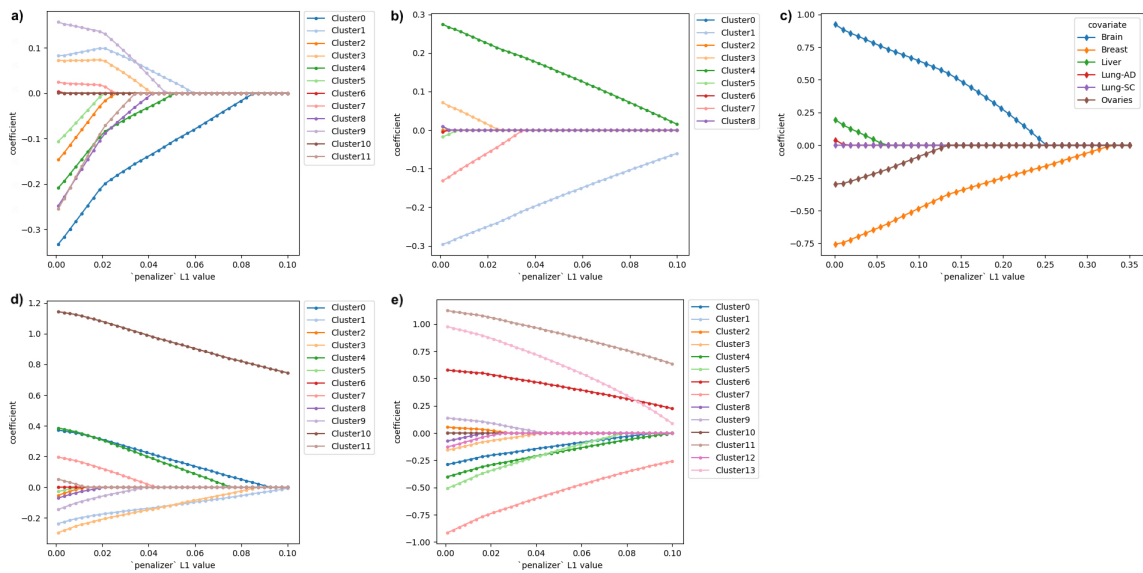 a)
0.1
0.0
−0.1
−0.2
−0.3
coefficient
0.00 0.02 0.04 0.06 0.08 0.10
`penalizer` L1 value
Cluster0
Cluster1
Cluster2
Cluster3
Cluster4
Cluster5
Cluster6
Cluster7
Cluster8
Cluster9
Cluster10
Cluster11
b)
0.3
0.2
0.1
0.0
−0.1
−0.2
−0.3
coefficient
0.00 0.02 0.04 0.06 0.08 0.10
`penalizer` L1 value
Cluster0
Cluster1
Cluster2
Cluster3
Cluster4
Cluster5
Cluster6
Cluster7
Cluster8
c)
1.00
0.75
0.50
0.25
0.00
−0.25
−0.50
−0.75
coefficient
0.00 0.05 0.10 0.15 0.20 0.25 0.30 0.35
`penalizer` L1 value
covariate
Brain
Breast
Liver
Lung-AD
Lung-SC
Ovaries
d)
1.2
1.0
0.8
0.6
0.4
0.2
0.0
−0.2
coefficient
0.00 0.02 0.04 0.06 0.08 0.10
`penalizer` L1 value
Cluster0
Cluster1
Cluster2
Cluster3
Cluster4
Cluster5
Cluster6
Cluster7
Cluster8
Cluster9
Cluster10
Cluster11
e)
1.00
0.75
0.50
0.25
0.00
−0.25
−0.50
−0.75
−1.00
coefficient
0.00 0.02 0.04 0.06 0.08 0.10
`penalizer` L1 value
Cluster0
Cluster1
Cluster2
Cluster3
Cluster4
Cluster5
Cluster6
Cluster7
Cluster8
Cluster9
Cluster10
Cluster11
Cluster12
Cluster13